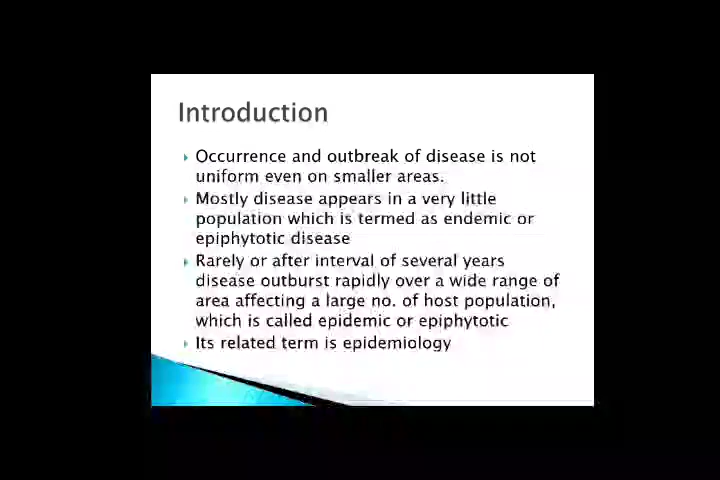 Introduction
Occurrence and outbreak of disease is not
uniform even on smaller areas.
Mostly disease appears in a very little
population which is termed as endemic or
epiphytotic disease
Rarely or after interval of several years
disease outburst rapidly over a wide range of
area affecting a large no. of host population,
which is called epidemic or epiphytotic
Its related term is epidemiology